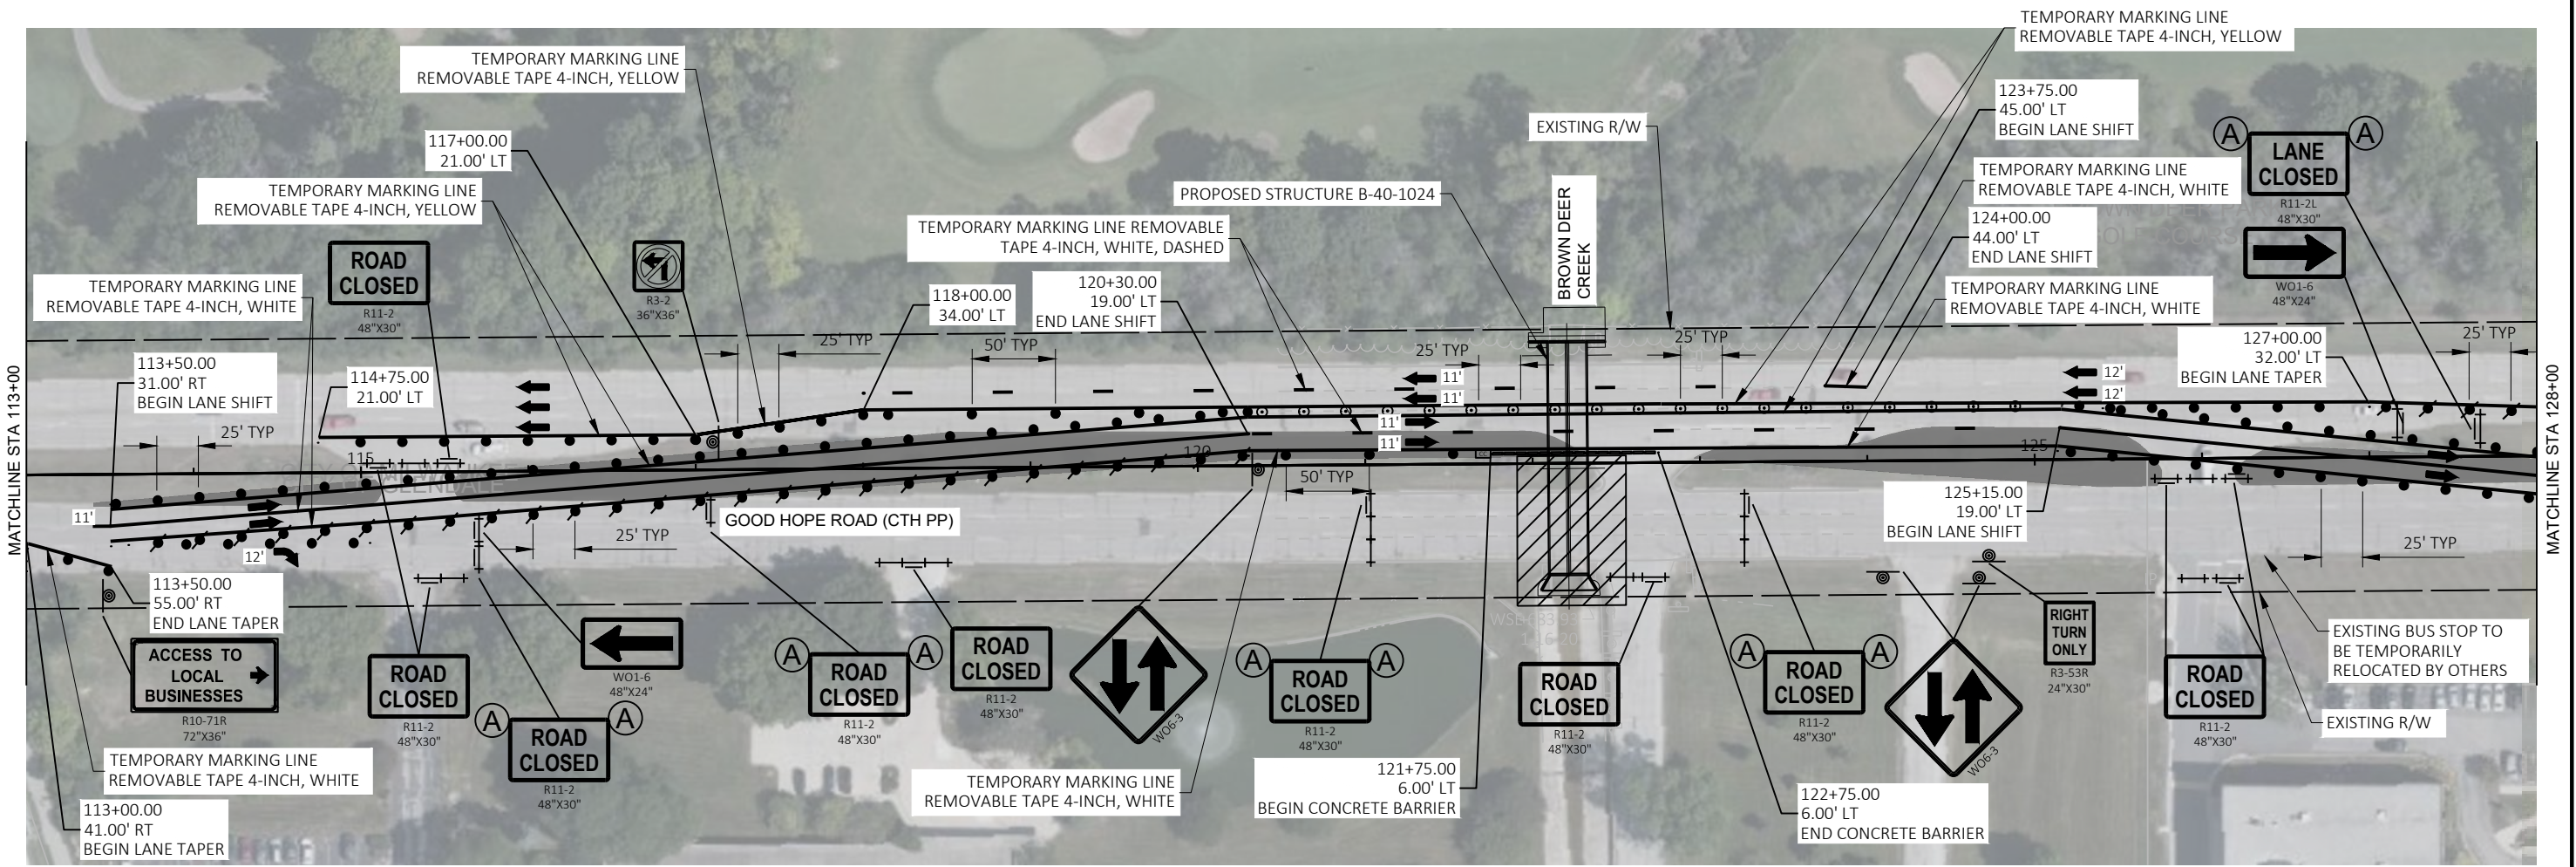 TEMPORARY MARKING LINE
REMOVABLE TAPE 4-INCH, YELLOW
TEMPORARY MARKING LINE
REMOVABLE TAPE 4-INCH, YELLOW
117+00.00
21.00' LT
TEMPORARY MARKING LINE
REMOVABLE TAPE 4-INCH, YELLOW
TEMPORARY MARKING LINE
REMOVABLE TAPE 4-INCH, WHITE
ROAD
CLOSED
R11-2
48"X30"
R3-2
36"X36"
113+50.00
31.00' RT
BEGIN LANE SHIFT
114+75.00
21.00' LT
25' TYP
118+00.00
34.00' LT
25' TYP
50' TYP
TEMPORARY MARKING LINE REMOVABLE
TAPE 4-INCH, WHITE, DASHED
120+30.00
19.00' LT
END LANE SHIFT
PROPOSED STRUCTURE B-40-1024
EXISTING R/W
BROWN DEER
CREEK
123+75.00
45.00' LT
BEGIN LANE SHIFT
TEMPORARY MARKING LINE
REMOVABLE TAPE 4-INCH, WHITE
124+00.00
44.00' LT
END LANE SHIFT
TEMPORARY MARKING LINE
REMOVABLE TAPE 4-INCH, WHITE
A
LANE
CLOSED
A
R11-2L
48"X30"
WO1-6
48"X24"
127+00.00
32.00' LT
BEGIN LANE TAPER
25' TYP
25' TYP
25' TYP
11'
11'
11'
11'
12'
12'
MATCHLINE STA 113+00
MATCHLINE STA 128+00
115
120
125
11'
12'
GLENDALE
25' TYP
GOOD HOPE ROAD (CTH PP)
50' TYP
125+15.00
19.00' LT
BEGIN LANE SHIFT
25' TYP
113+50.00
55.00' RT
END LANE TAPER
ACCESS TO
LOCAL
BUSINESSES
R10-71R
72"X36"
ROAD
CLOSED
R11-2
48"X30"
A
ROAD
CLOSED
A
R11-2
48"X30"
WO1-6
48"X24"
A
ROAD
CLOSED
A
R11-2
48"X30"
ROAD
CLOSED
R11-2
48"X30"
WO6-3
A
ROAD
CLOSED
A
R11-2
48"X30"
ROAD
CLOSED
R11-2
48"X30"
A
ROAD
CLOSED
A
R11-2
48"X30"
WO6-3
RIGHT
TURN
ONLY
R3-53R
24"X30"
ROAD
CLOSED
R11-2
48"X30"
EXISTING BUS STOP TO
BE TEMPORARILY
RELOCATED BY OTHERS
EXISTING R/W
TEMPORARY MARKING LINE
REMOVABLE TAPE 4-INCH, WHITE
113+00.00
41.00' RT
BEGIN LANE TAPER
TEMPORARY MARKING LINE
REMOVABLE TAPE 4-INCH, WHITE
121+75.00
6.00' LT
BEGIN CONCRETE BARRIER
122+75.00
6.00' LT
END CONCRETE BARRIER